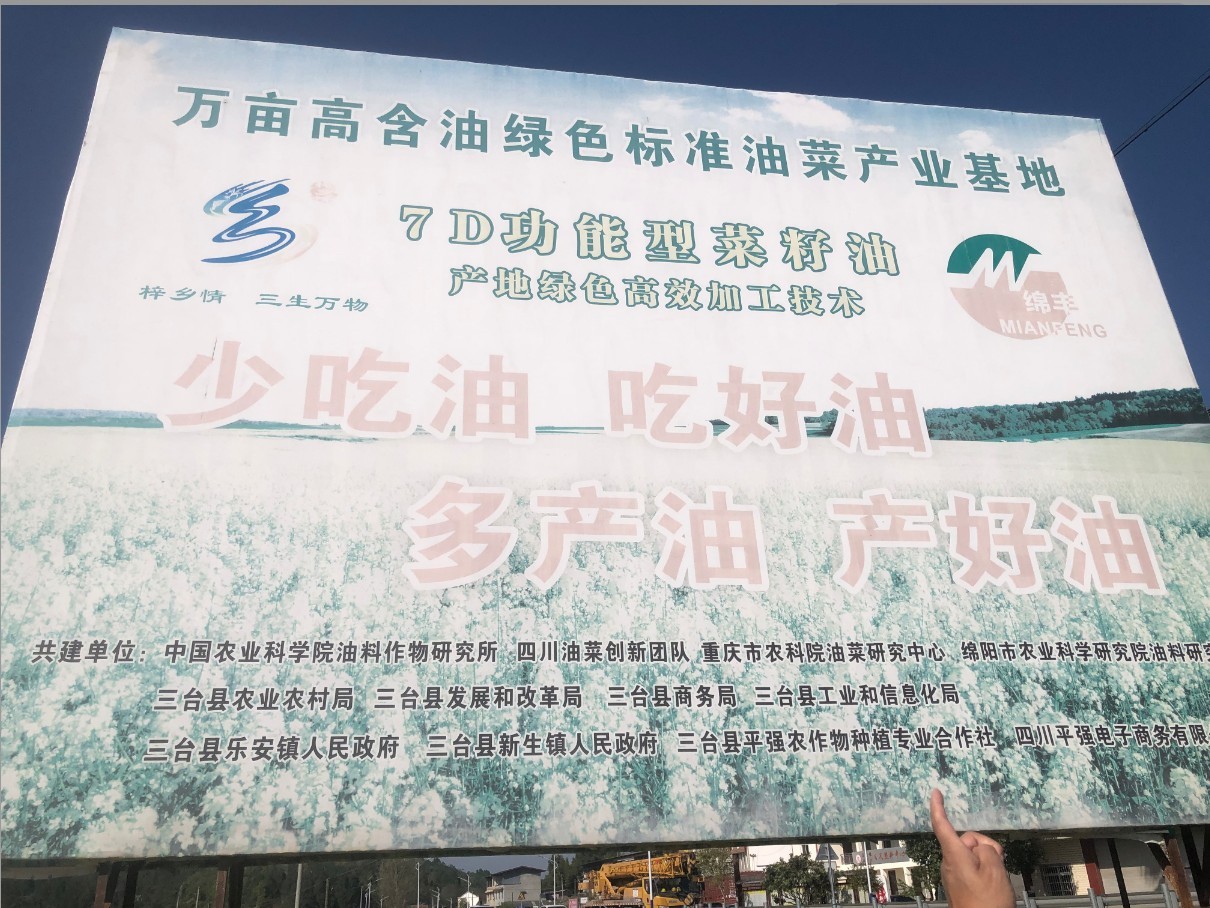 万亩高含油绿色标准油菜产业基地
7D功能型菜籽油
产地绿色高效加工技术
梓乡情 三生万物
绵丰
MIANFENG
少吃油 吃好油
多产油 产好油
共建单位：中国农业科学院油料作物研究所 四川油菜创新团队 重庆市农科院油菜研究中心 绵阳市农业科学研究院油料研究
三台县农业农村局 三台县发展和改革局 三台县商务局 三台县工业和信息化局
三台县乐安镇人民政府 三台县新生镇人民政府 三台县平强农作物种植专业合作社 四川平强电子商务有限